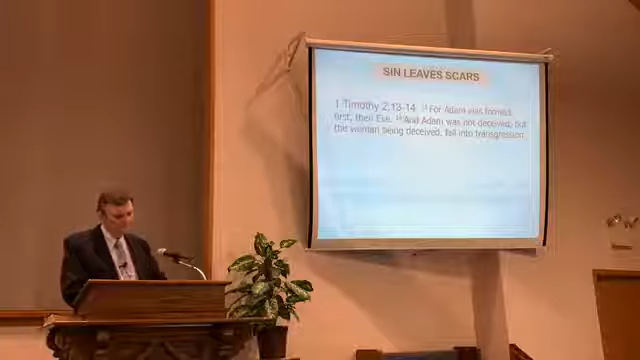 SIN LEAVES SCARS
1 Timothy 2:13-14 13 For Adam was formed
first, then Eve. 14 And Adam was not deceived, but
the woman being deceived, fell into transgression.